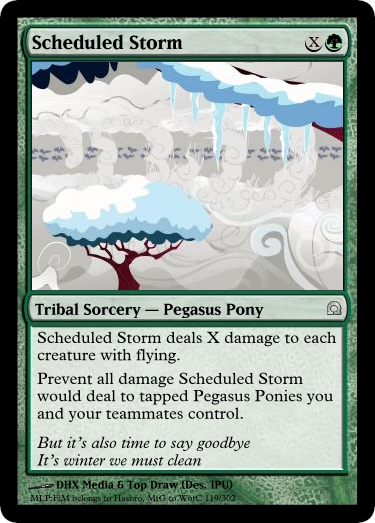 Scheduled Storm X
Tribal Sorcery — Pegasus Pony
Scheduled Storm deals X damage to each
creature with flying.
Prevent all damage Scheduled Storm
would deal to tapped Pegasus Ponies you
and your teammates control.
But it's also time to say goodbye
It's winter we must clean
DHX Media & Top Draw (Des. IPU)
MLP:FiM belongs to Hasbro, MtG to WotC 119/302